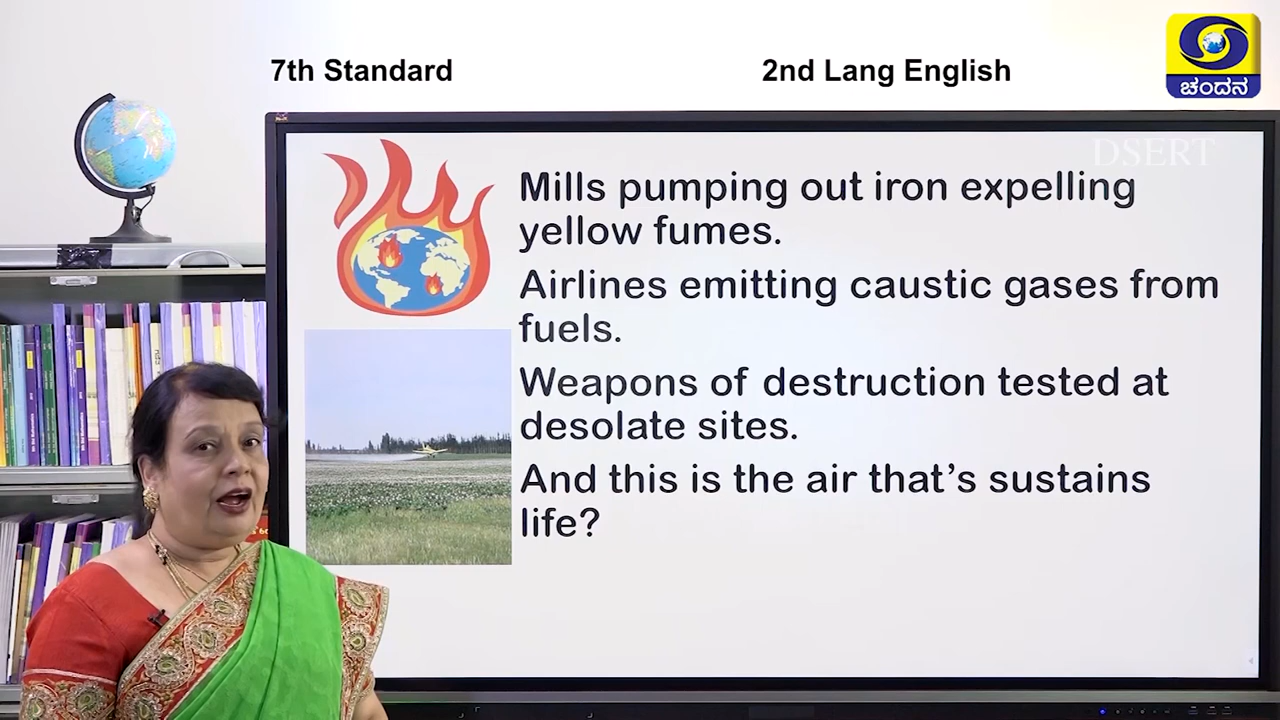 7th Standard
2nd Lang English
ಚಂದನ
DSERT
Mills pumping out iron expelling
yellow fumes.
Airlines emitting caustic gases from
fuels.
Weapons of destruction tested at
desolate sites.
And this is the air that's sustains
life?